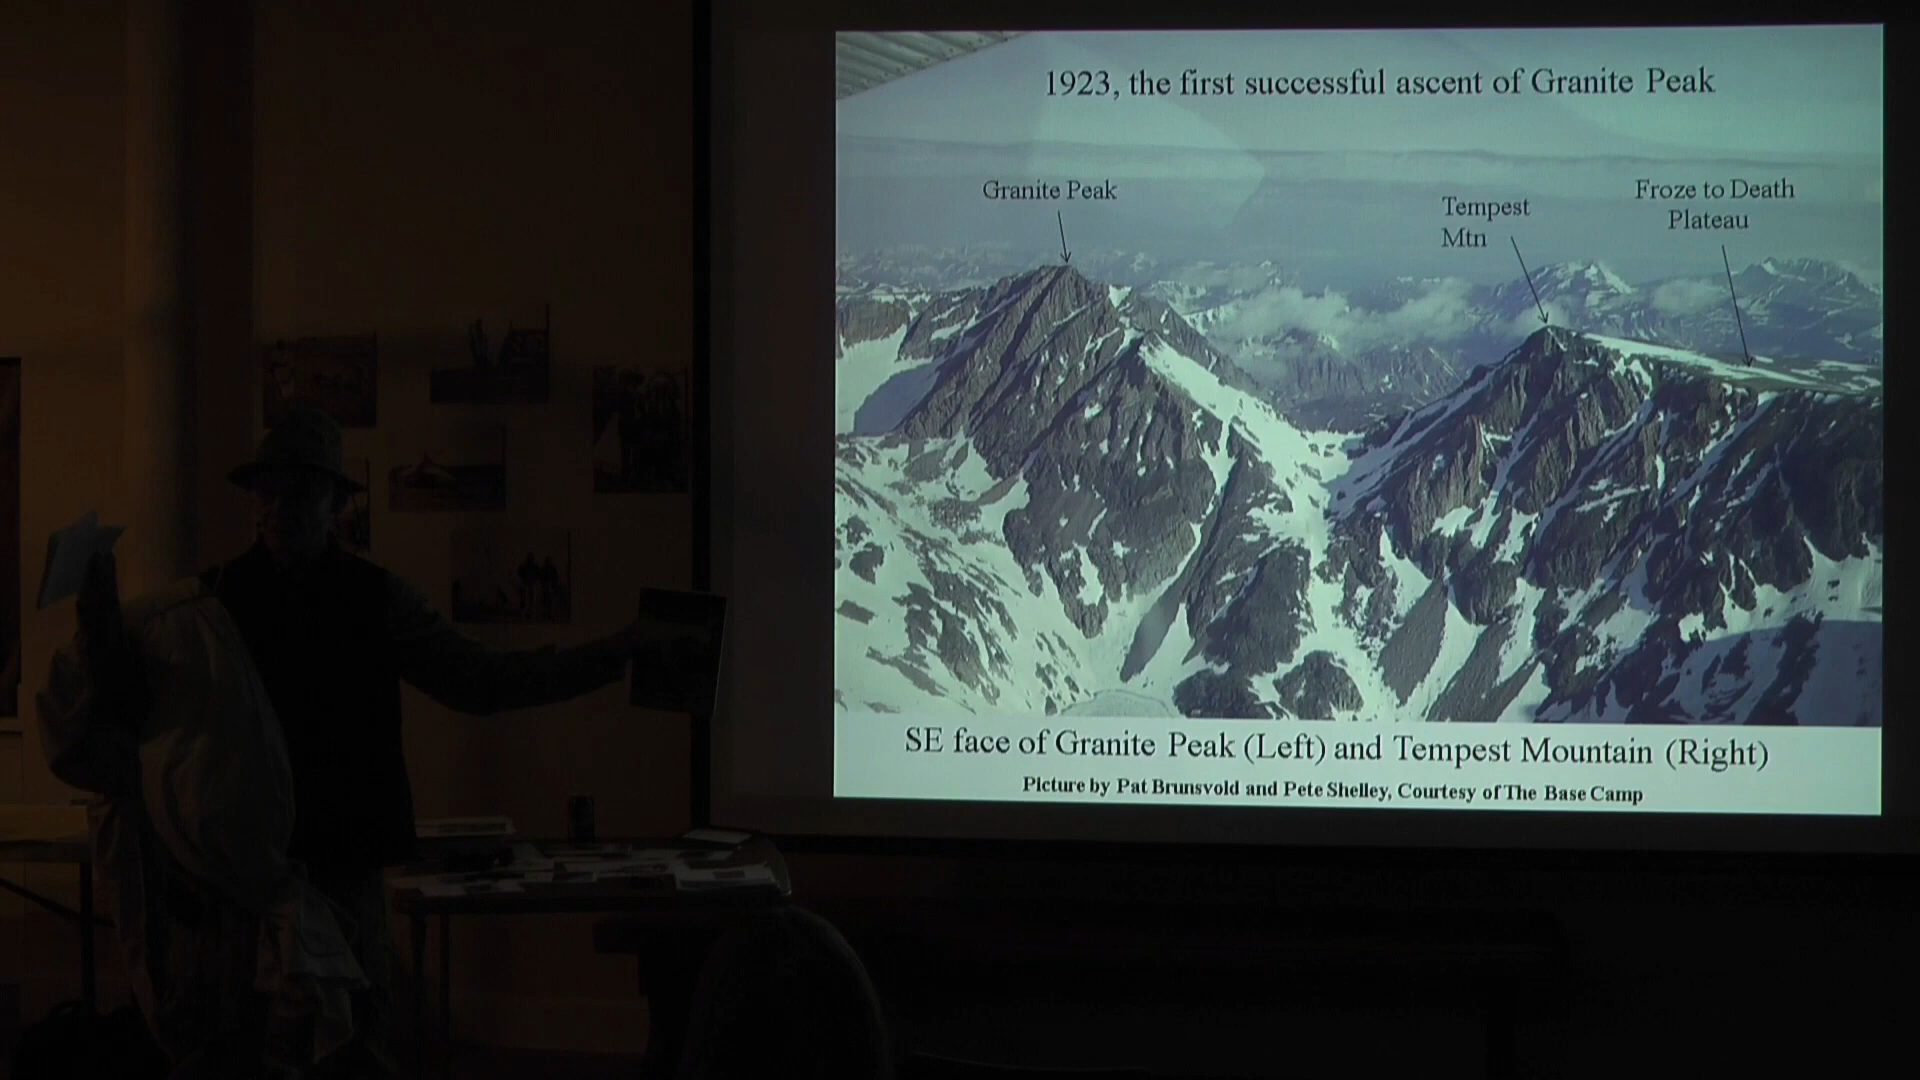 1923, the first successful ascent of Granite Peak
Granite Peak
Tempest
Mtn
Froze to Death
Plateau
SE face of Granite Peak (Left) and Tempest Mountain (Right)
Picture by Pat Brunsvold and Pete Shelley, Courtesy of The Base Camp